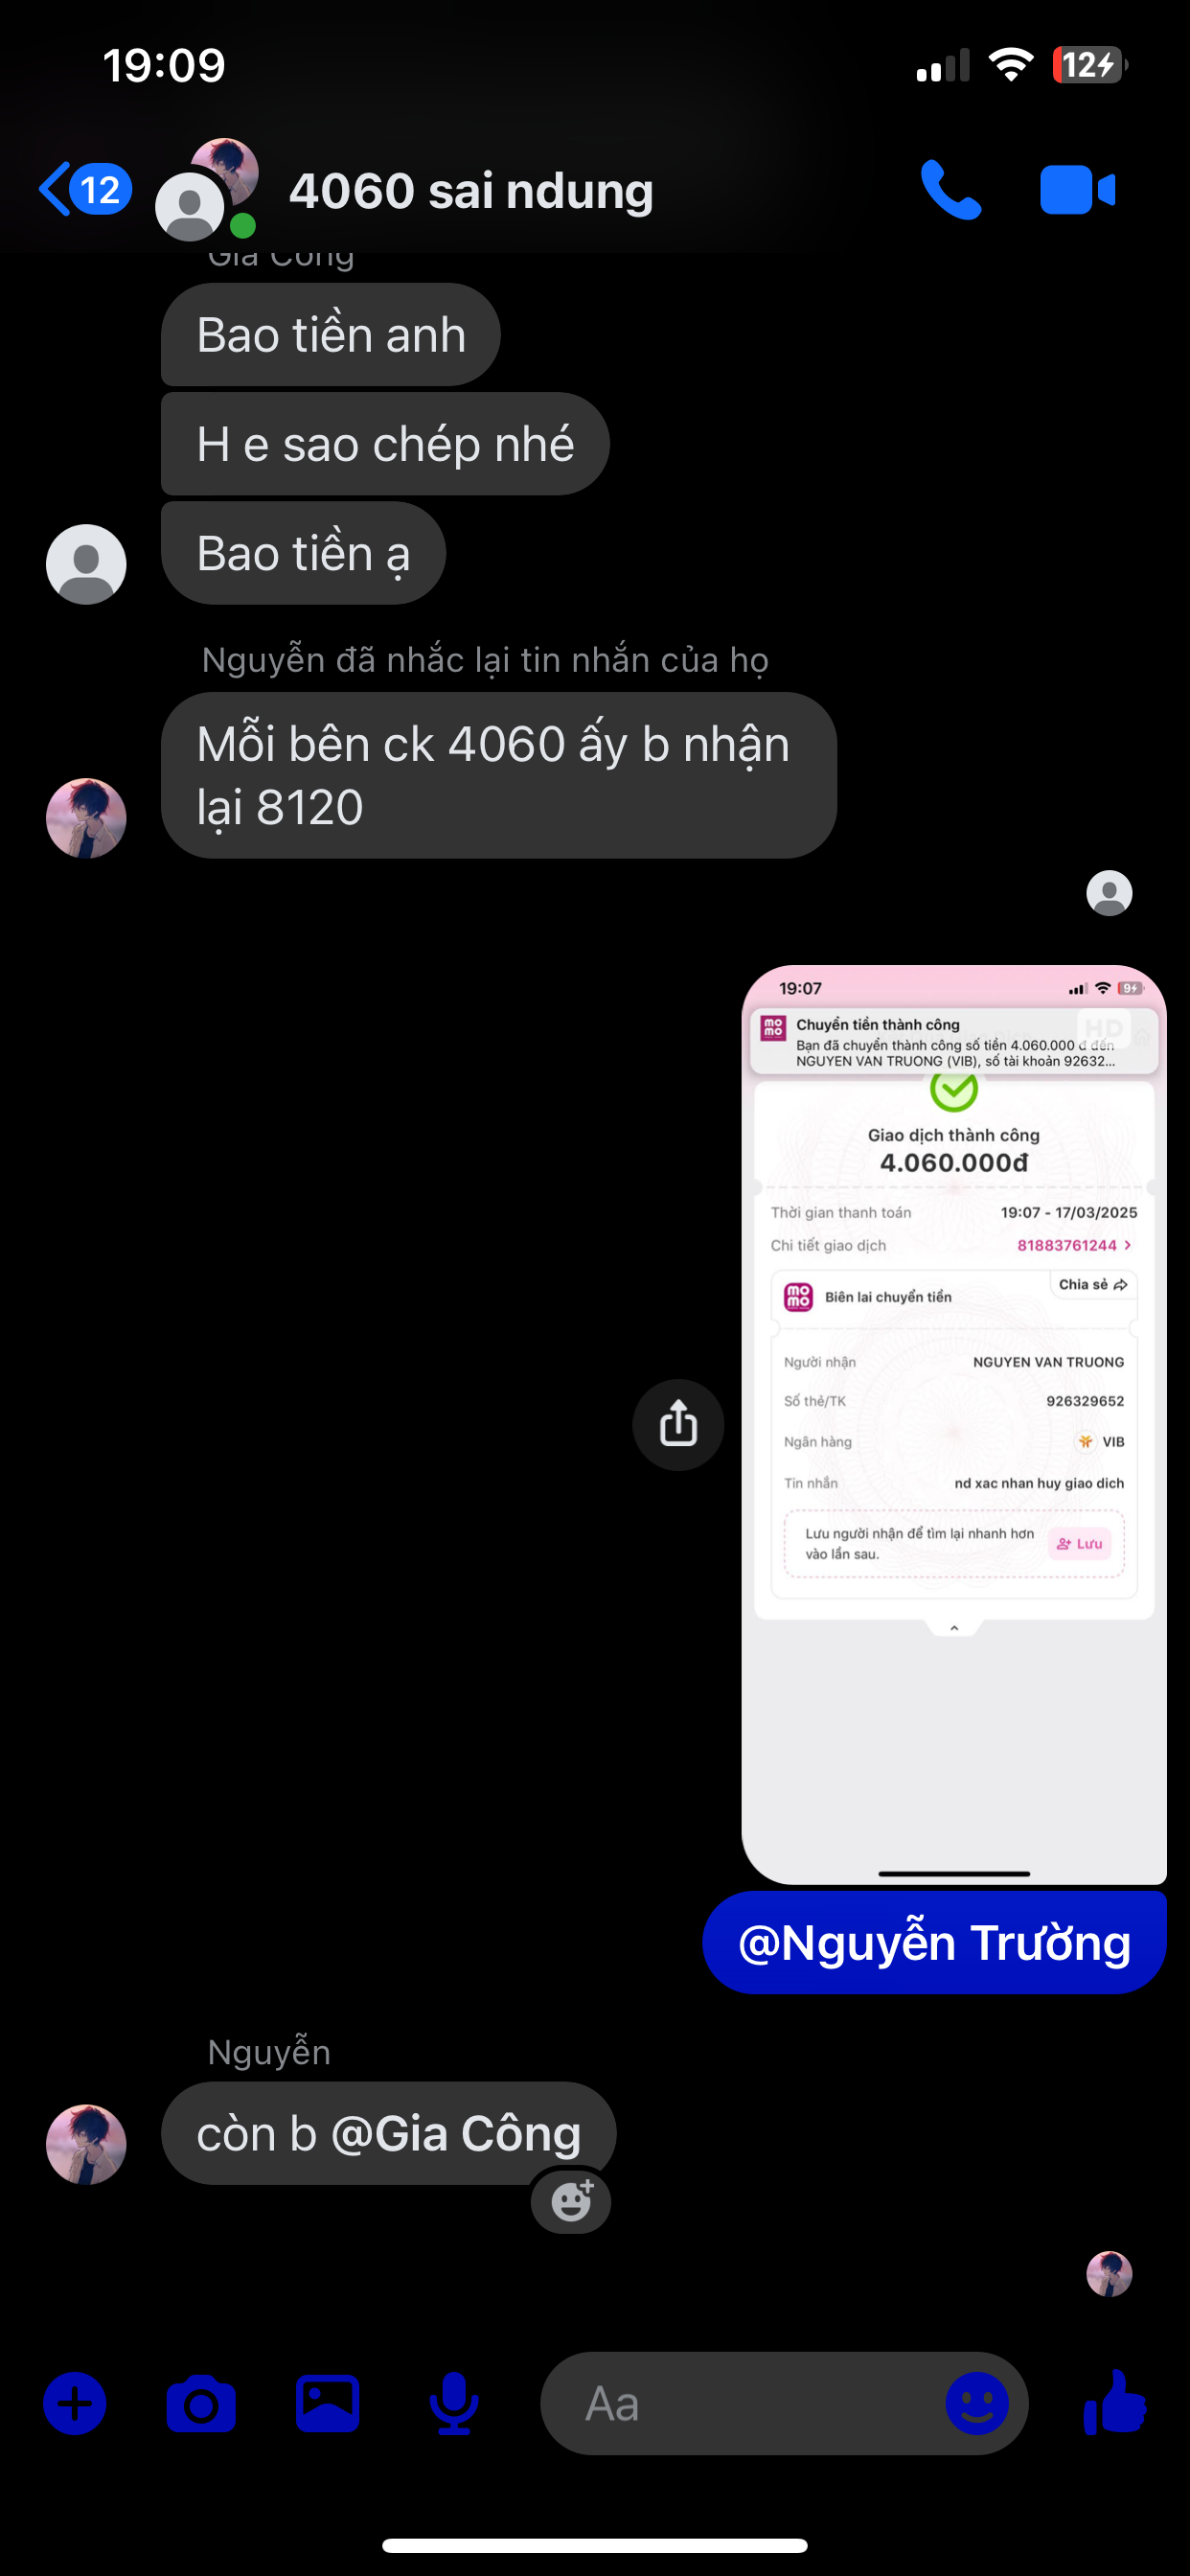 19:09
12
12
4060 sai ndung
Gia Công
Bao tiền anh
H e sao chép nhé
Bao tiền ạ
Nguyễn đã nhắc lại tin nhắn của họ
Mỗi bên ck 4060 ấy b nhận
lại 8120
19:07
9
Chuyển tiền thành công
HD
Bạn đã chuyển thành công số tiền 4.060.000 đ đến
NGUYEN VAN TRUONG (VIB), số tài khoản 92632...
Giao dịch thành công
4.060.000đ
Thời gian thanh toán 19:07 - 17/03/2025
Chi tiết giao dịch 81883761244 >
Chia sẻ
mo
mo
Biên lai chuyển tiền
Người nhận NGUYEN VAN TRUONG
Số thẻ/TK 926329652
Ngân hàng VIB
Tin nhắn nd xac nhan huy giao dich
Lưu người nhận để tìm lại nhanh hơn
vào lần sau.
Lưu
@Nguyễn Trường
Nguyễn
còn b @Gia Công
Aa